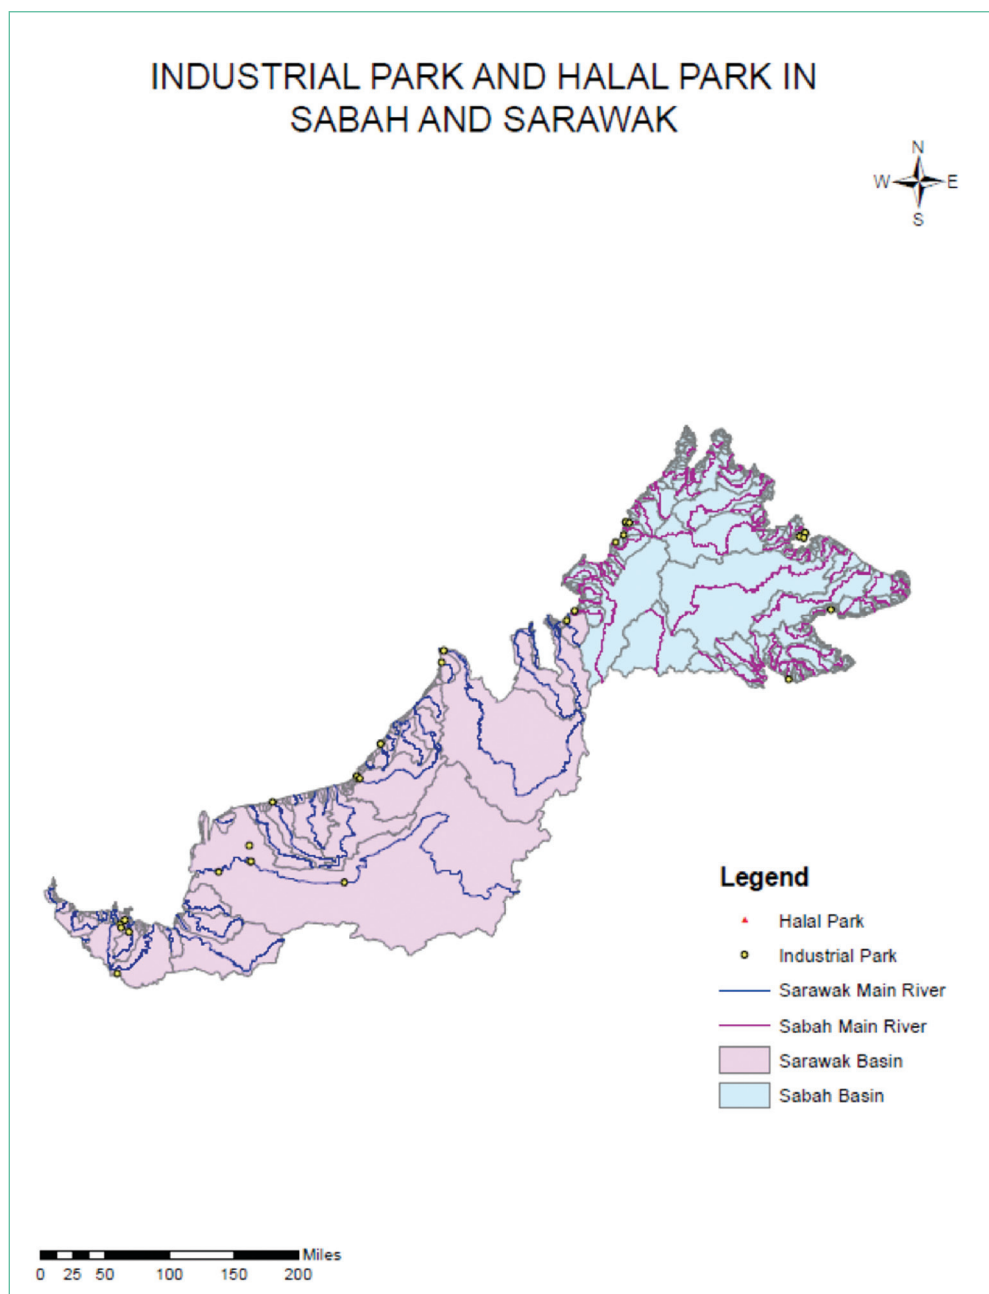 INDUSTRIAL PARK AND HALAL PARK IN
SABAH AND SARAWAK
N
W E
S
Legend
Halal Park
Industrial Park
Sarawak Main River
Sabah Main River
Sarawak Basin
Sabah Basin
Miles
0 25 50 100 150 200